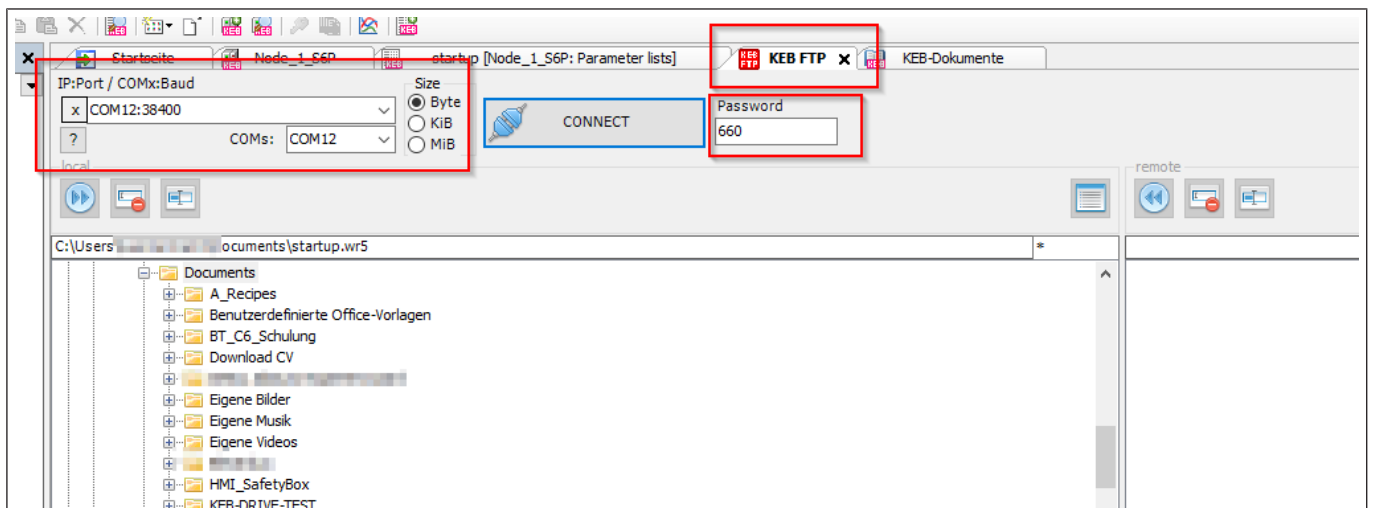 Startseite Node_1_S6P startup [Node_1_S6P: Parameter lists] KEB FTP x KEB-Dokumente
IP:Port / COMx:Baud
Size
x COM12:38400
Byte
KiB
MiB
? COMs: COM12
CONNECT
Password
660
local
remote
C:\Users ocuments\startup.wr5 *
Documents
A_Recipes
Benutzerdefinierte Office-Vorlagen
BT_C6_Schulung
Download CV
Eigene Bilder
Eigene Musik
Eigene Videos
HMI_SafetyBox
KEB-DRIVE-TEST